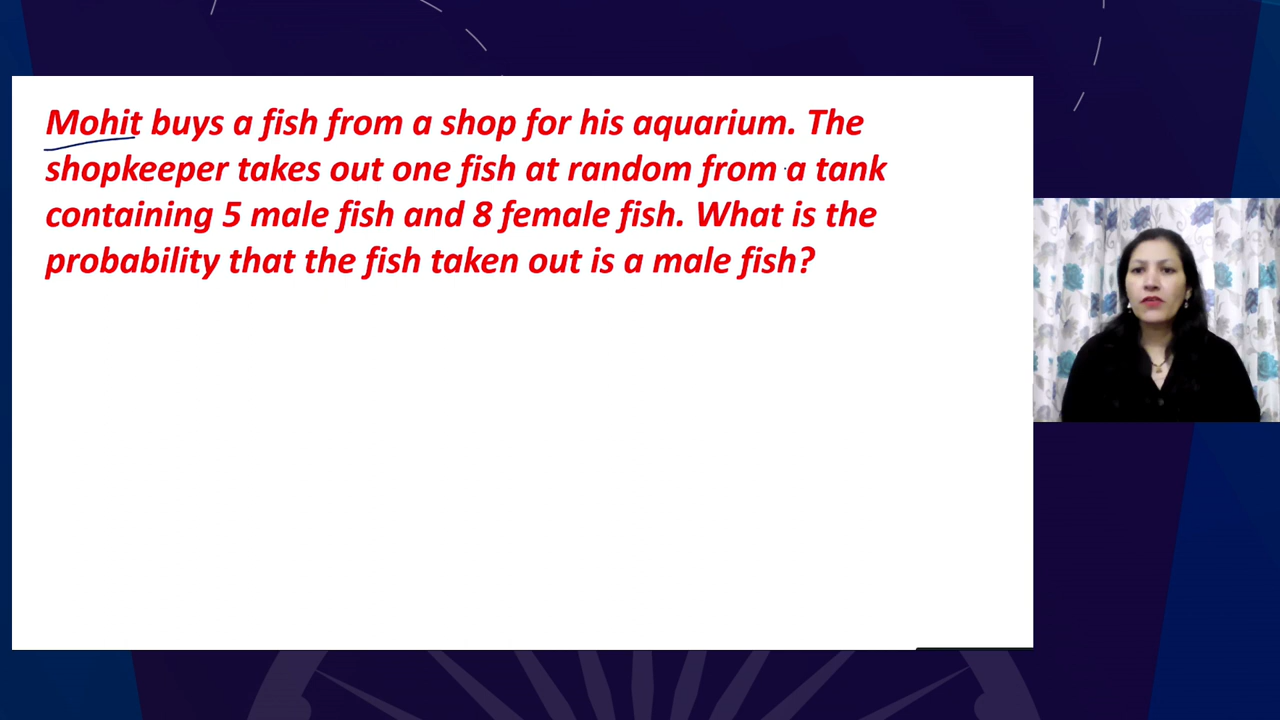 Mohit buys a fish from a shop for his aquarium. The
shopkeeper takes out one fish at random from a tank
containing 5 male fish and 8 female fish. What is the
probability that the fish taken out is a male fish?